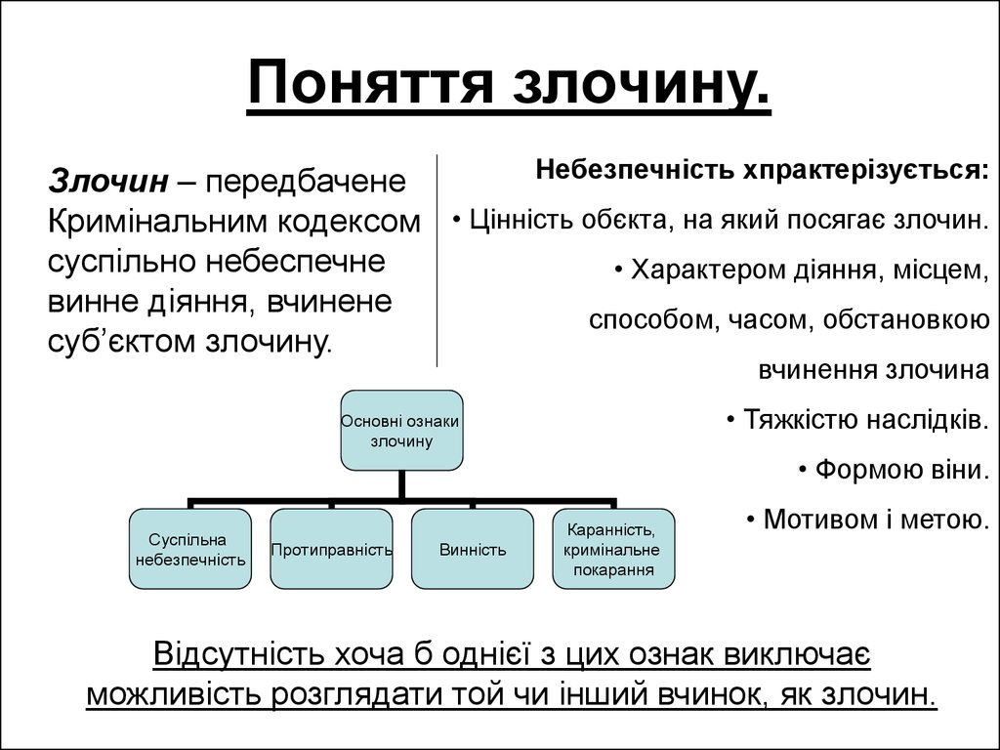 Поняття злочину.
Злочин – передбачене
Кримінальним кодексом
суспільно небеспечне
винне діяння, вчинене
суб’єктом злочину.
Небезпечність хпрактерізується:
• Цінність обєкта, на який посягає злочин.
• Характером діяння, місцем,
способом, часом, обстановкою
вчинення злочина
• Тяжкістю наслідків.
• Формою віни.
• Мотивом і метою.
Основні ознаки
злочину
Суспільна
небезпечність
Протиправність
Винність
Каранність,
кримінальне
покарання
Відсутність хоча б однієї з цих ознак виключає
можливість розглядати той чи інший вчинок, як злочин.